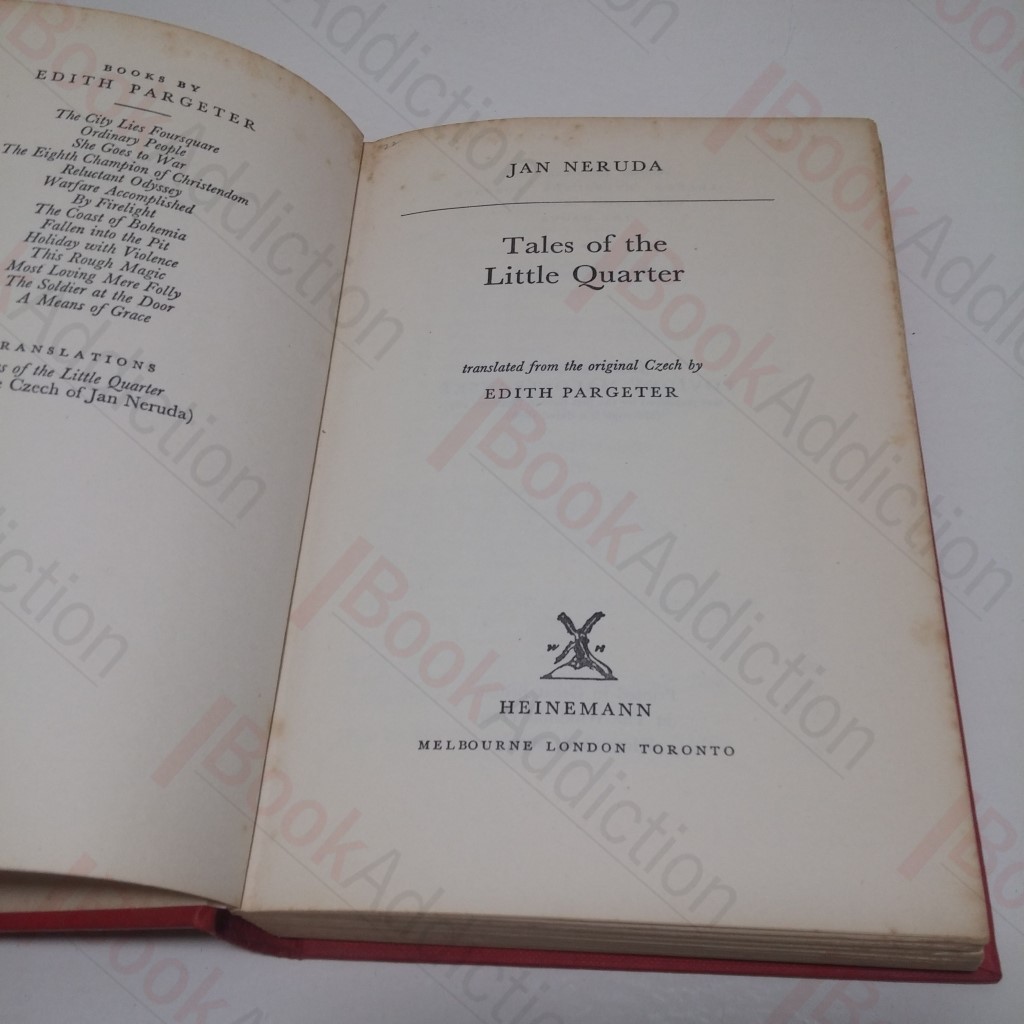 BOOKS BY
EDITH PARGETER
The City Lies Foursquare
Ordinary People
She Goes to War
The Eighth Champion of Christendom
Reluctant Odyssey
Warfare Accomplished
By Firelight
The Coast of Bohemia
Fallen into the Pit
Holiday with Violence
This Rough Magic
Most Loving Mere Folly
The Soldier at the Door
A Means of Grace
RANSLATIONS
s of the Little Quarter
Czech of Jan Neruda)
JAN NERUDA
Tales of the
Little Quarter
translated from the original Czech by
EDITH PARGETER
W H
HEINEMANN
MELBOURNE LONDON TORONTO
BookAddiction